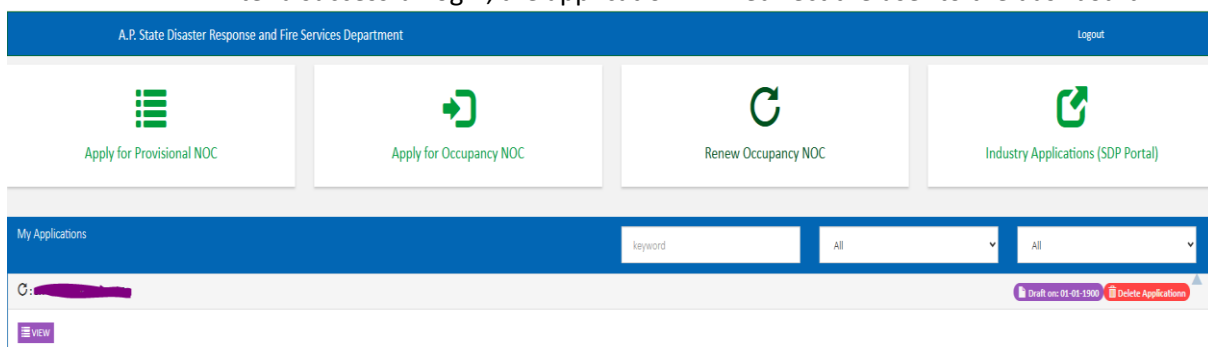 A.P. State Disaster Response and Fire Services Department Logout
Apply for Provisional NOC Apply for Occupancy NOC Renew Occupancy NOC Industry Applications (SDP Portal)
My Applications keyword All All
Draft on: 01-01-1900 Delete Applicationn
VIEW